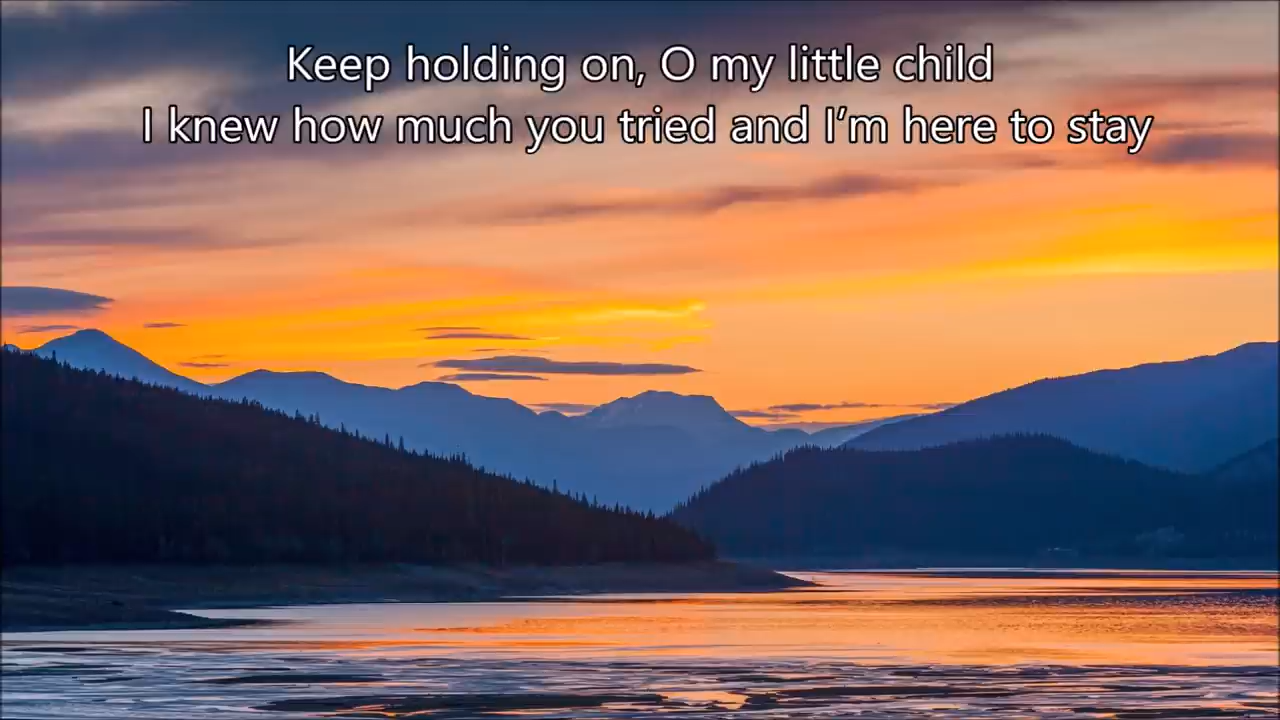 Keep holding on, O my little child
I knew how much you tried and I’m here to stay